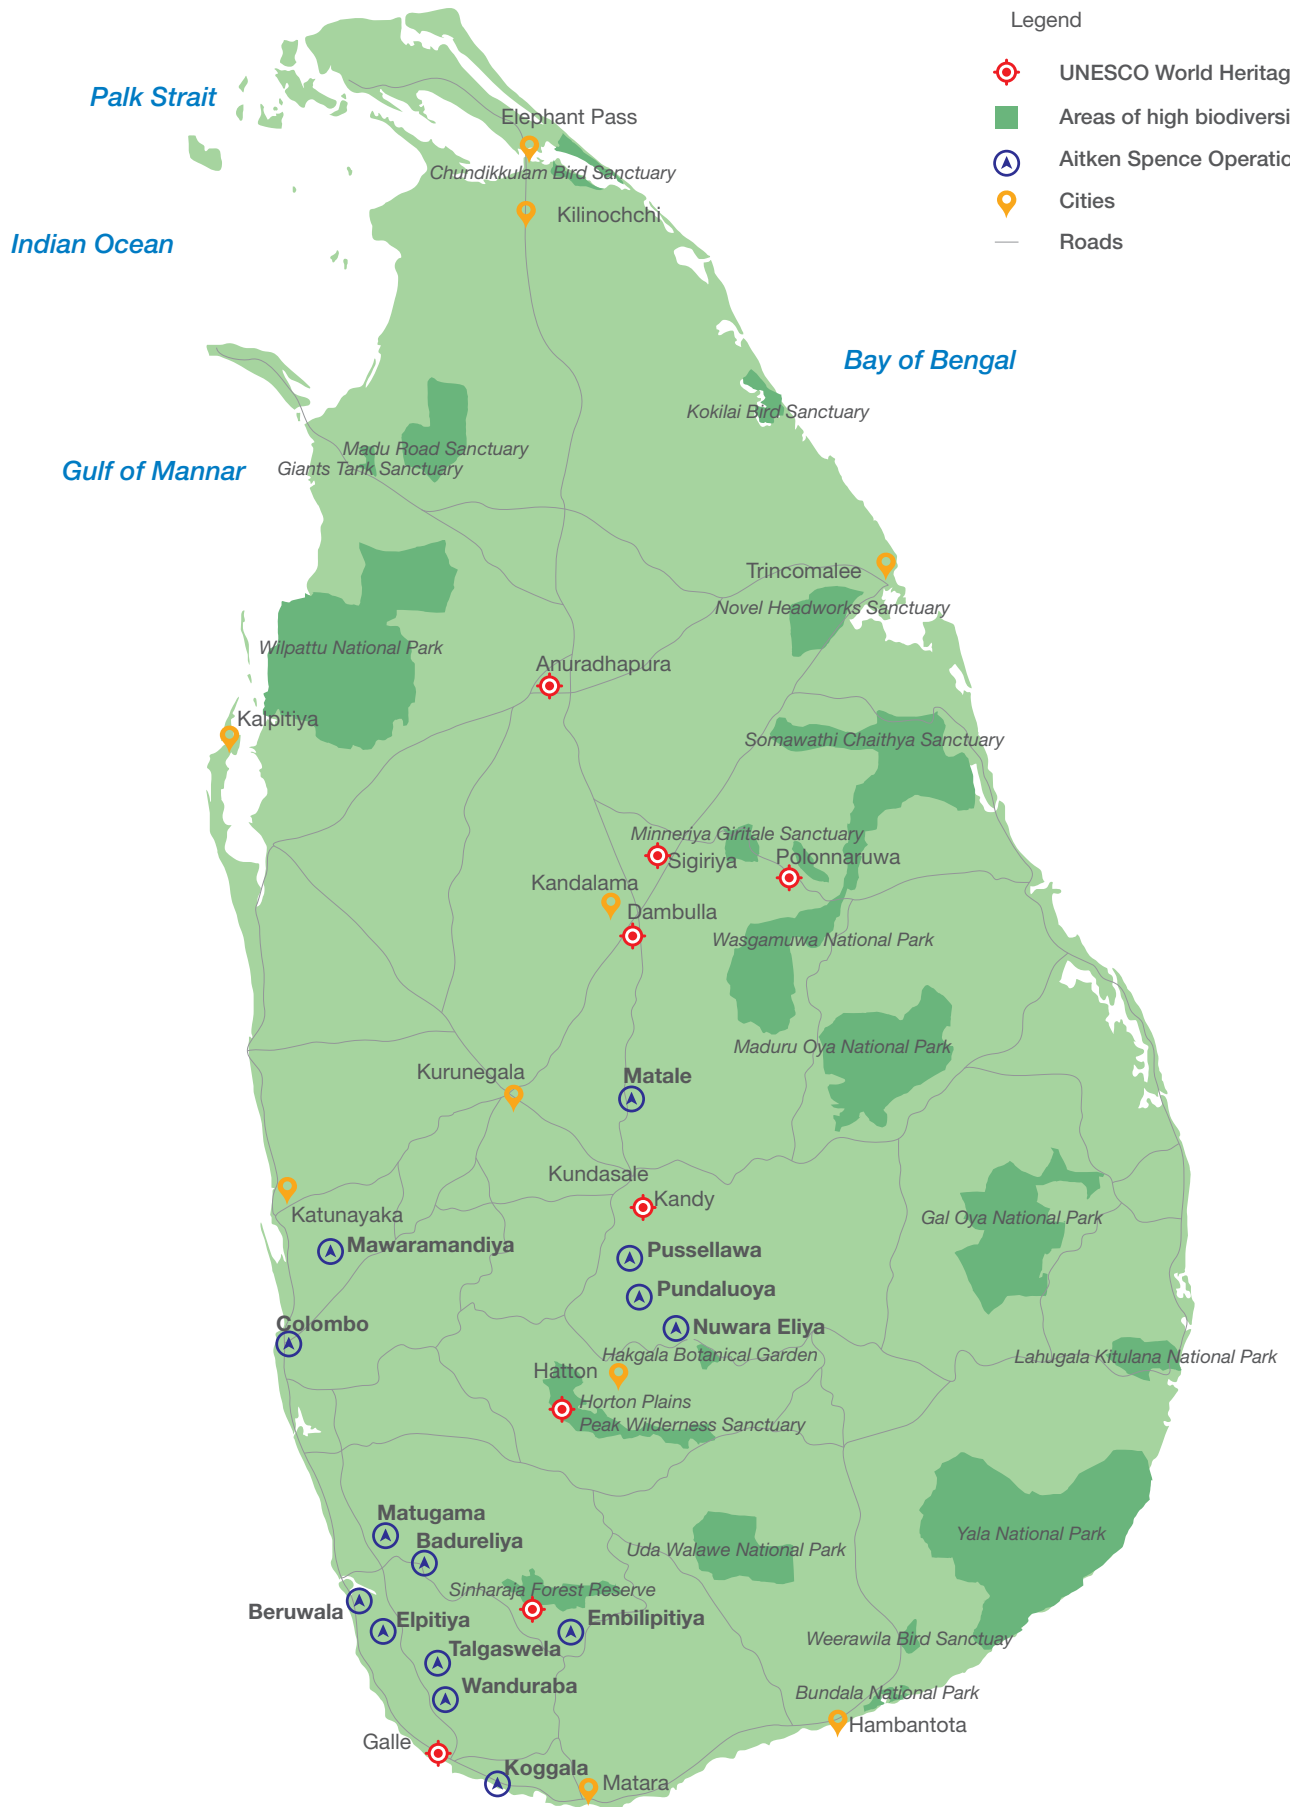 Legend
UNESCO World Heritag
Areas of high biodiversi
Aitken Spence Operatio
Cities
Roads
Palk Strait
Elephant Pass
Chundikkulam Bird Sanctuary
Kilinochchi
Indian Ocean
Bay of Bengal
Kokilai Bird Sanctuary
Madu Road Sanctuary
Giants Tank Sanctuary
Gulf of Mannar
Trincomalee
Novel Headworks Sanctuary
Wilpattu National Park
Anuradhapura
Kalpitiya
Somawathi Chaithya Sanctuary
Minneriya Giritale Sanctuary
Sigiriya
Polonnaruwa
Kandalama
Dambulla
Wasgamuwa National Park
Maduru Oya National Park
Kurunegala
Matale
Kundasale
Kandy
Katunayaka
Gal Oya National Park
Mawaramandiya
Pussellawa
Pundaluoya
Colombo
Nuwara Eliya
Hakgala Botanical Garden
Lahugala Kitulana National Park
Hatton
Horton Plains
Peak Wilderness Sanctuary
Matugama
Badureliya
Yala National Park
Uda Walawe National Park
Sinharaja Forest Reserve
Beruwala
Elpitiya
Embilipitiya
Weerawila Bird Sanctuay
Talgaswela
Wanduraba
Bundala National Park
Hambantota
Galle
Koggala
Matara